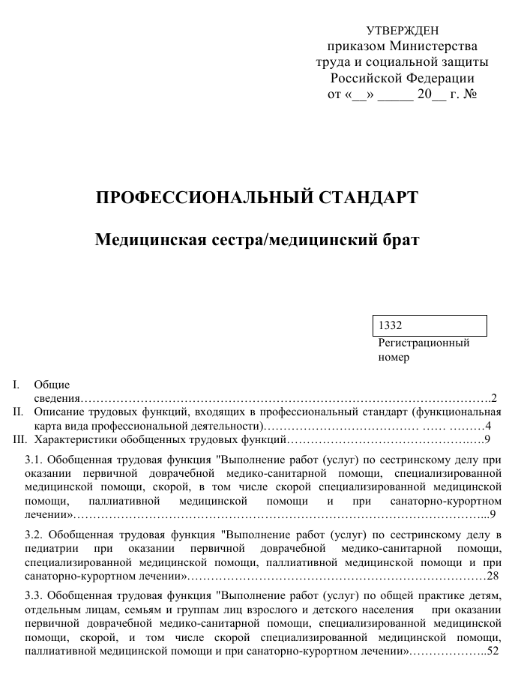 УТВЕРЖДЕН
приказом Министерства
труда и социальной защиты
Российской Федерации
от «__» _____ 20__ г. №
ПРОФЕССИОНАЛЬНЫЙ СТАНДАРТ
Медицинская сестра/медицинский брат
1332
Регистрационный
номер
I. Общие
сведения……………………………………………………………………………………….2
II. Описание трудовых функций, входящих в профессиональный стандарт (функциональная
карта вида профессиональной деятельности)………………………………… …… ………4
III. Характеристики обобщенных трудовых функций…………………………………………9
3.1. Обобщенная трудовая функция "Выполнение работ (услуг) по сестринскому делу при
оказании первичной доврачебной медико-санитарной помощи, специализированной
медицинской помощи, скорой, в том числе скорой специализированной медицинской
помощи, паллиативной медицинской помощи и при санаторно-курортном
лечении»…………………………………………………………………………………………...9
3.2. Обобщенная трудовая функция "Выполнение работ (услуг) по сестринскому делу в
педиатрии при оказании первичной доврачебной медико-санитарной помощи,
специализированной медицинской помощи, паллиативной медицинской помощи и при
санаторно-курортном лечении»…………………………………………………………………28
3.3. Обобщенная трудовая функция "Выполнение работ (услуг) по общей практике детям,
отдельным лицам, семьям и группам лиц взрослого и детского населения при оказании
первичной доврачебной медико-санитарной помощи, специализированной медицинской
помощи, скорой, и том числе скорой специализированной медицинской помощи,
паллиативной медицинской помощи и при санаторно-курортном лечении»………………..52